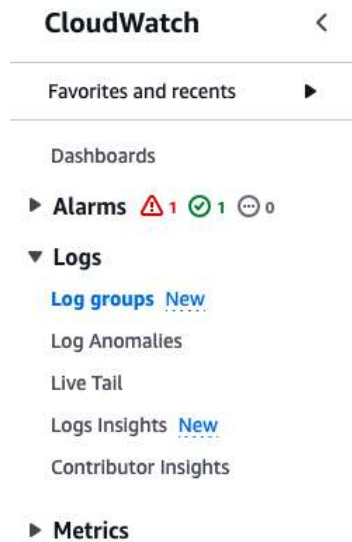 CloudWatch
Favorites and recents
Dashboards
Alarms 1 1 0
Logs
Log groups New
Log Anomalies
Live Tail
Logs Insights New
Contributor Insights
Metrics